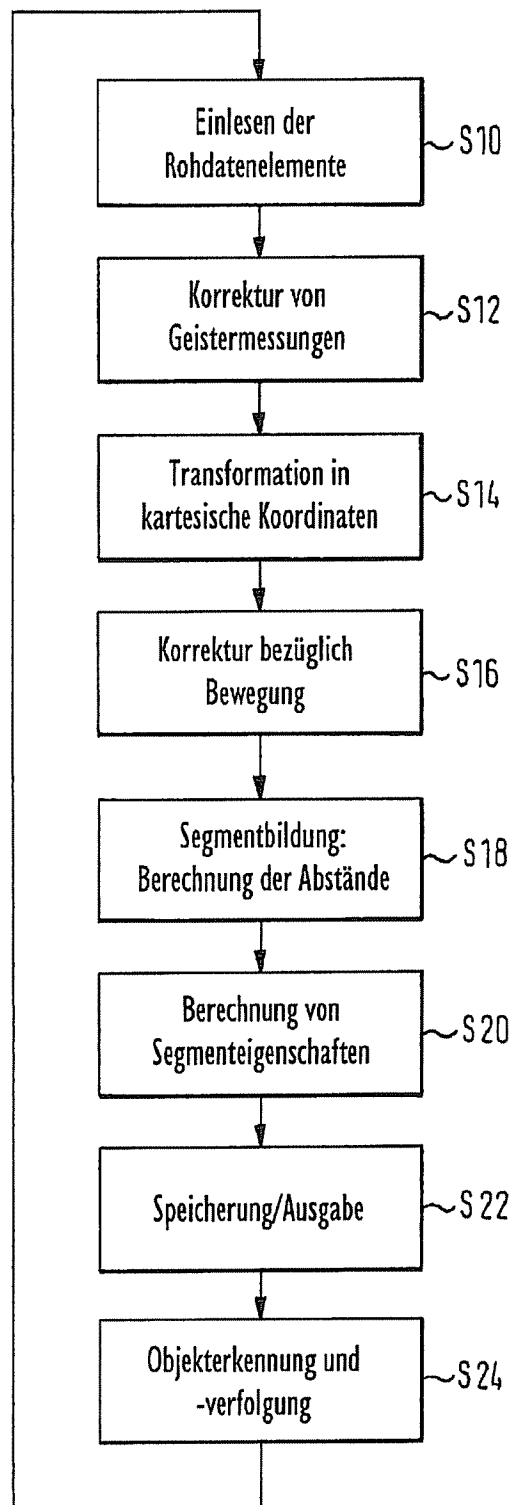 Einlesen der
Rohdatenelemente
S10
Korrektur von
Geistermessungen
S12
Transformation in
kartesische Koordinaten
S14
Korrektur bezüglich
Bewegung
S16
Segmentbildung:
Berechnung der Abstände
S18
Berechnung von
Segmenteigenschaften
S20
Speicherung/Ausgabe
S22
Objekterkennung und
-verfolgung
S24